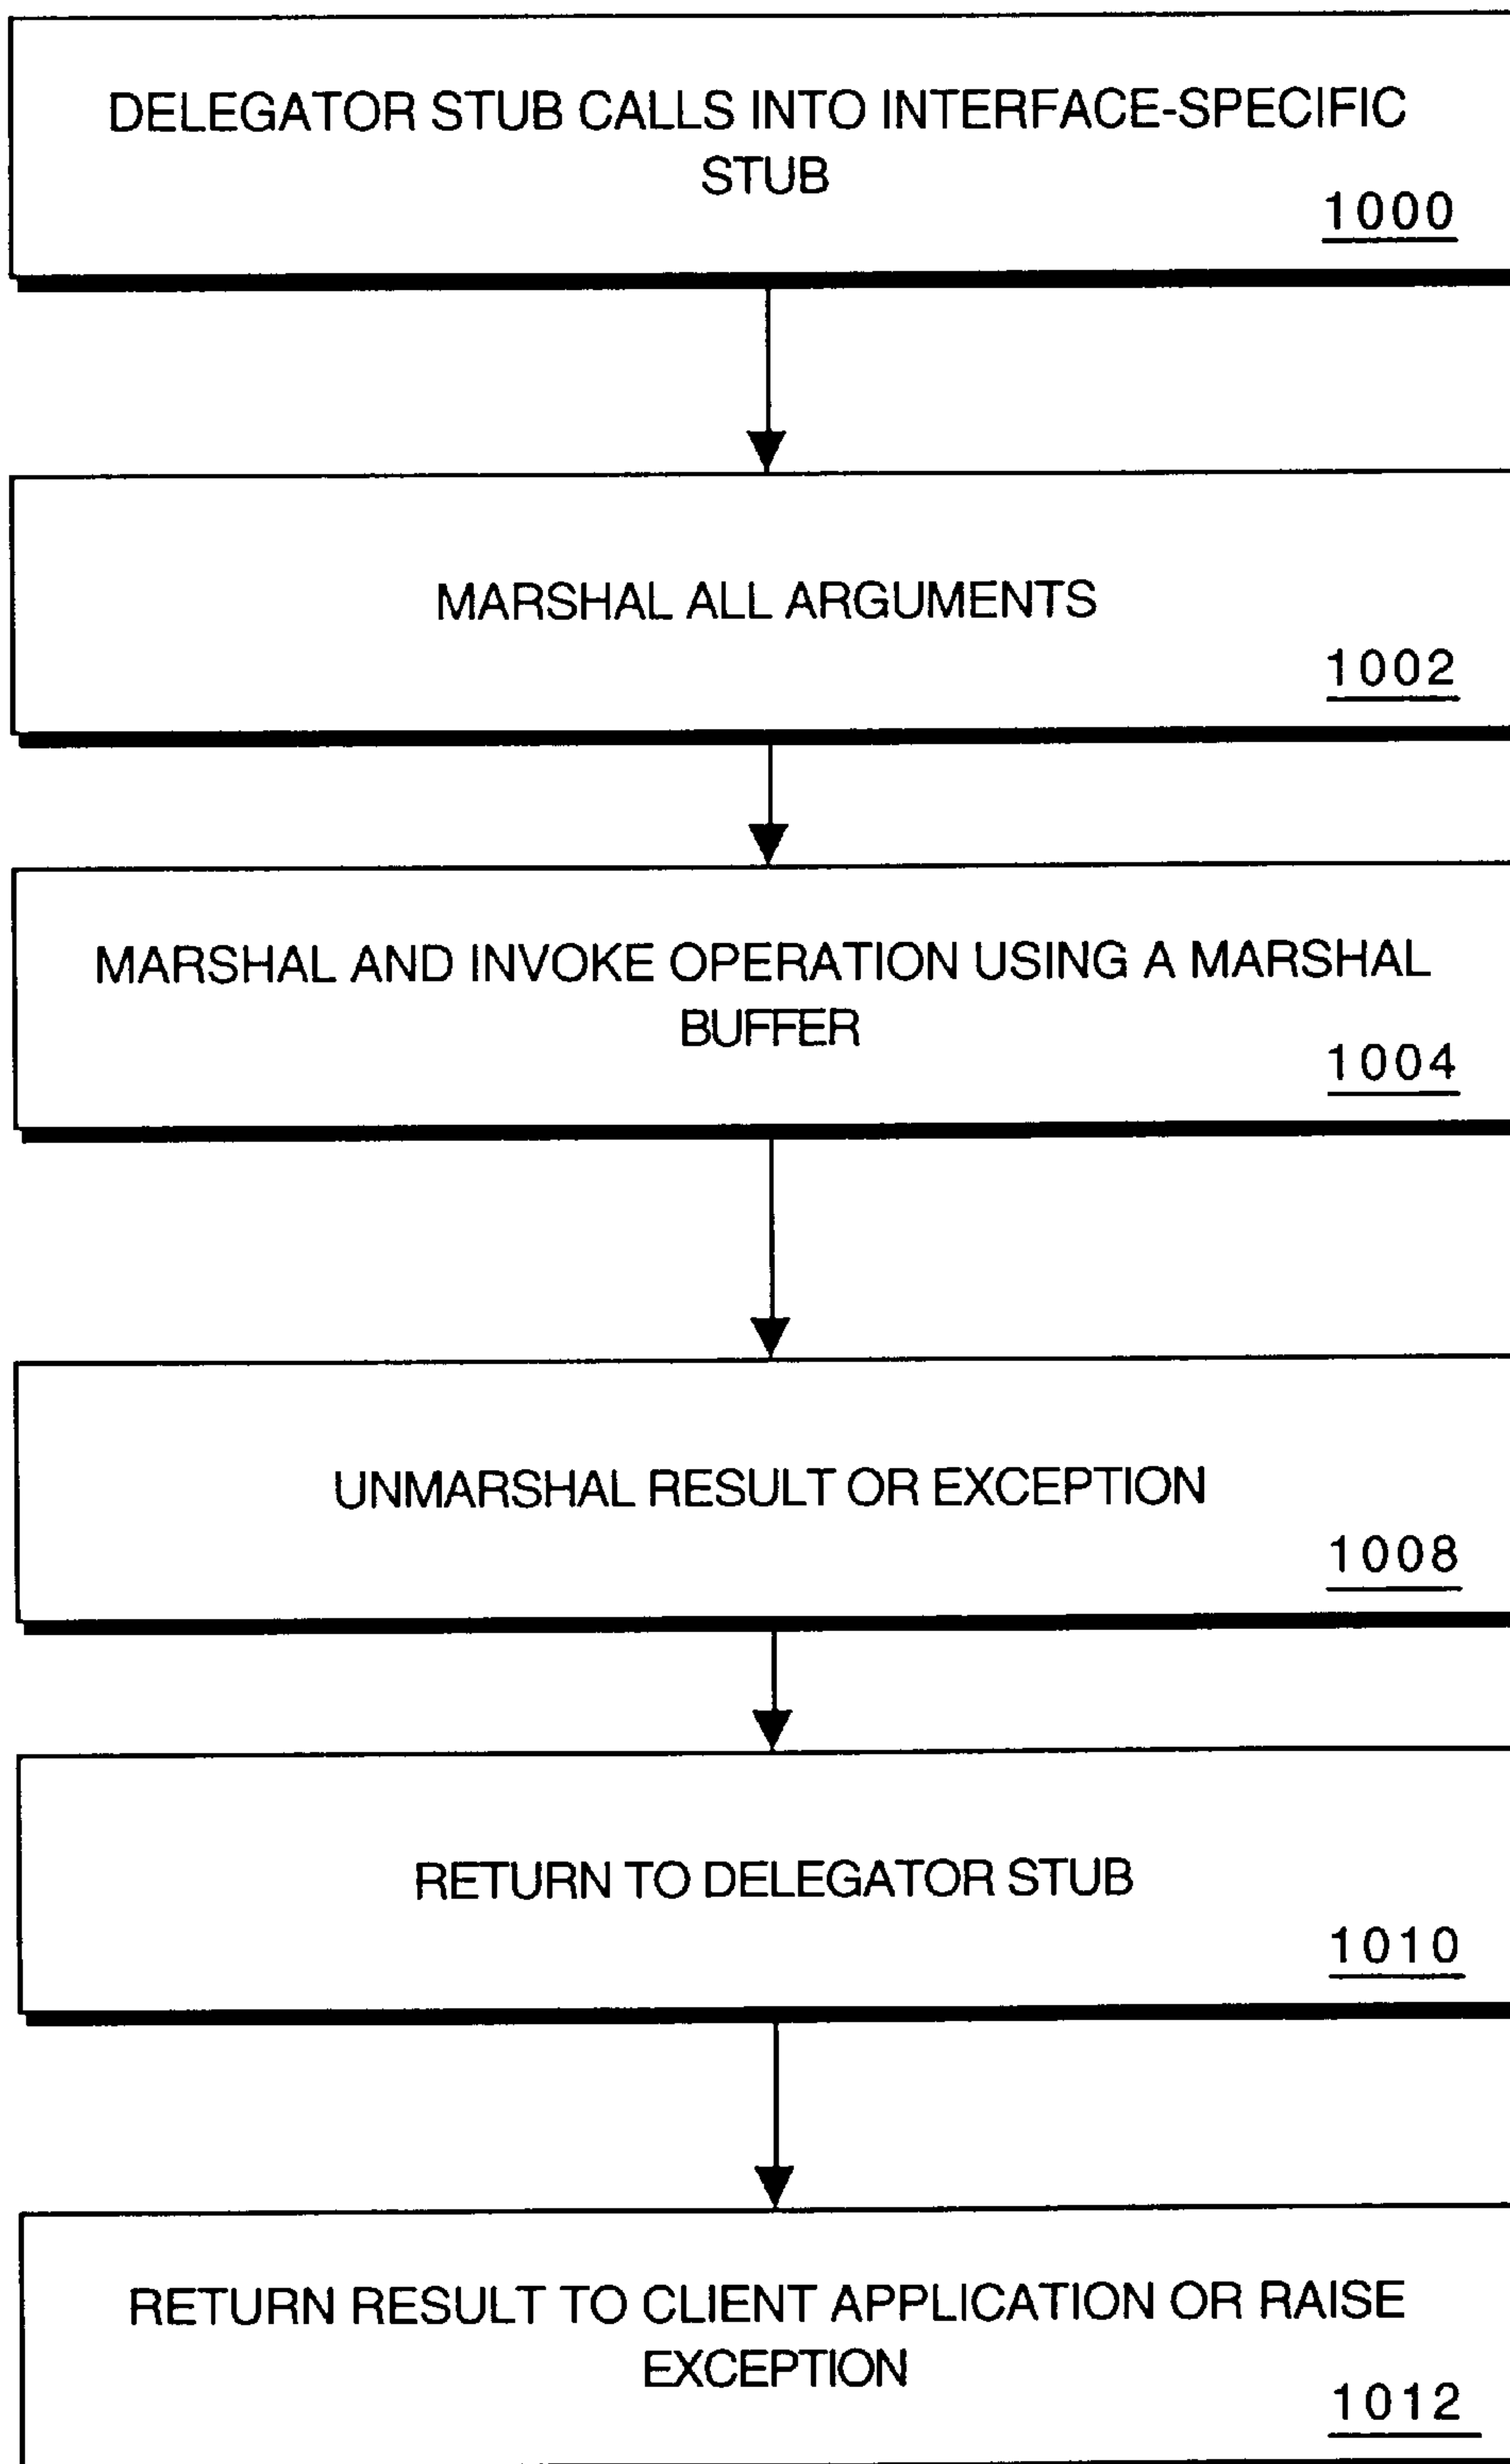 DELEGATOR STUB CALLS INTO INTERFACE-SPECIFIC
STUB
1000
MARSHAL ALL ARGUMENTS
1002
MARSHAL AND INVOKE OPERATION USING A MARSHAL
BUFFER
1004
UNMARSHAL RESULT OR EXCEPTION
1008
RETURN TO DELEGATOR STUB
1010
RETURN RESULT TO CLIENT APPLICATION OR RAISE
EXCEPTION
1012